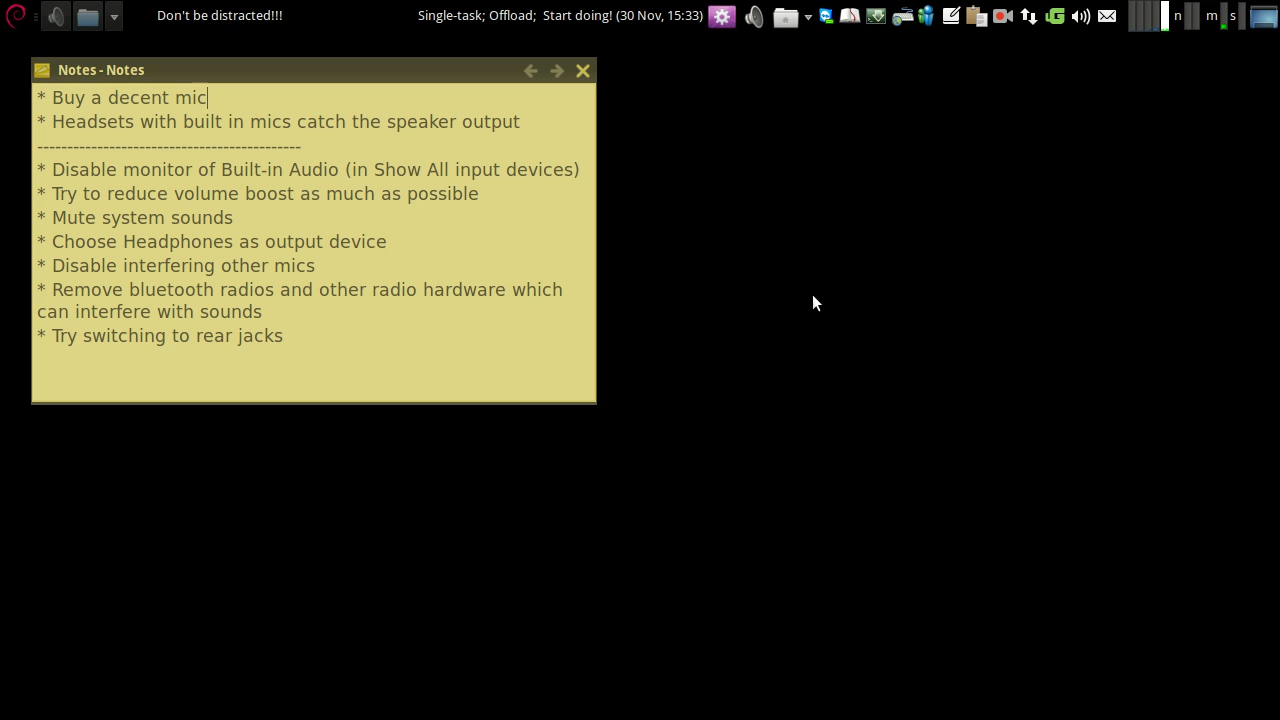 Don't be distracted!!!
Single-task; Offload;  Start doing! (30 Nov, 15:33)
n
m
s
Notes - Notes
* Buy a decent mic
* Headsets with built in mics catch the speaker output
--------------------------------------------
* Disable monitor of Built-in Audio (in Show All input devices)
* Try to reduce volume boost as much as possible
* Mute system sounds
* Choose Headphones as output device
* Disable interfering other mics
* Remove bluetooth radios and other radio hardware which
can interfere with sounds
* Try switching to rear jacks